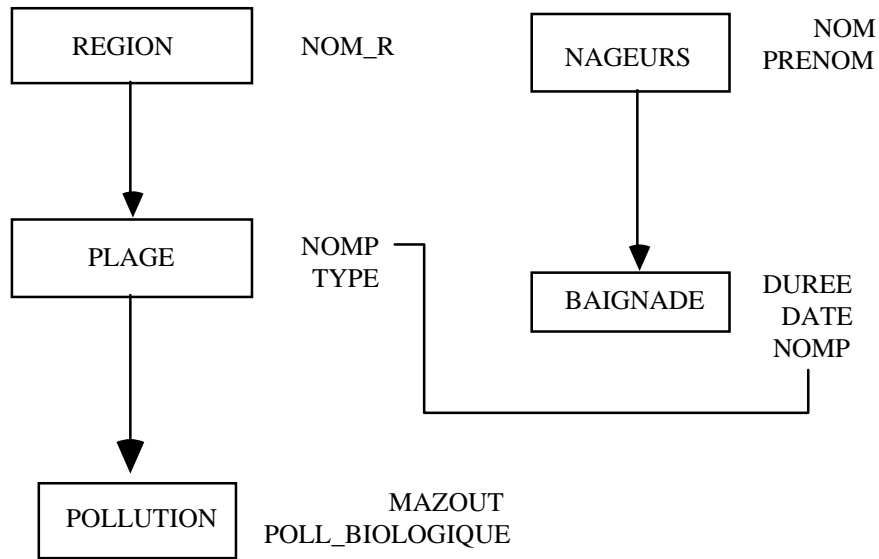 REGION
NOM_R
NAGEURS
NOM
PRENOM
PLAGE
NOMP
TYPE
BAIGNADE
DUREE
DATE
NOMP
POLLUTION
MAZOUT
POLL_BIOLOGIQUE